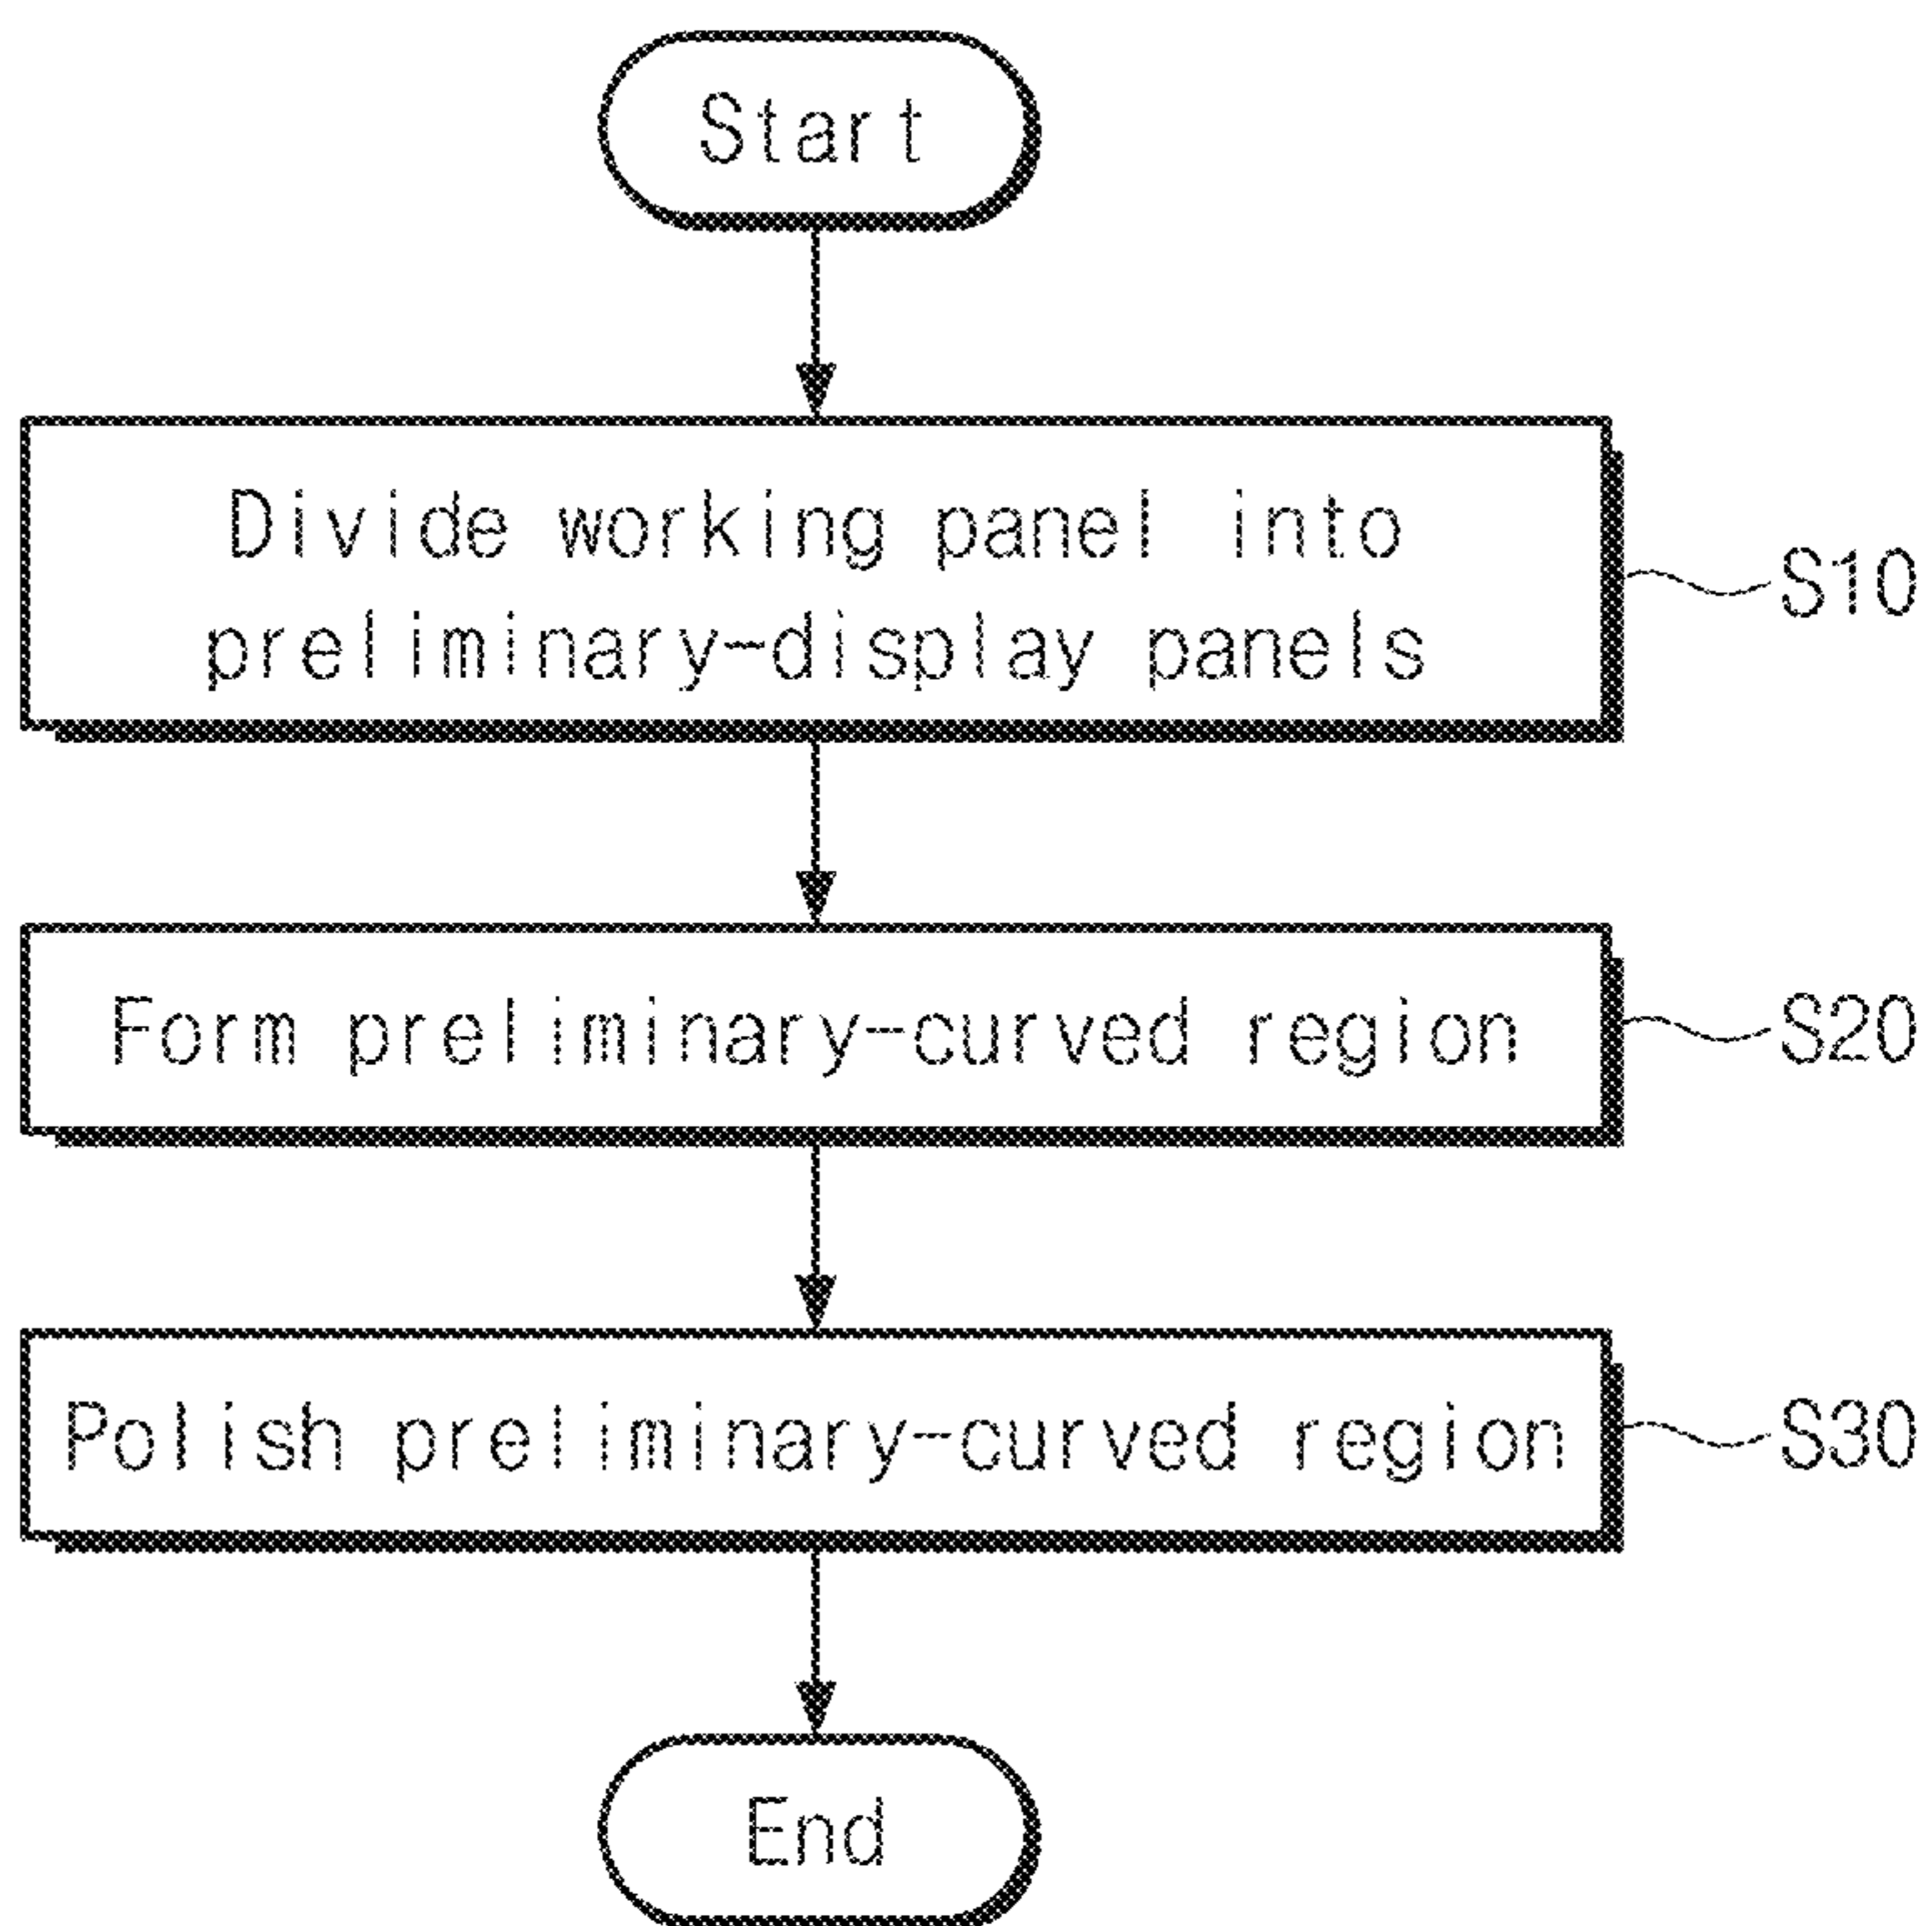 Start
Divide working panel into
preliminary-display panels
S10
Form preliminary-curved region
S20
Polish preliminary-curved region
S30
End